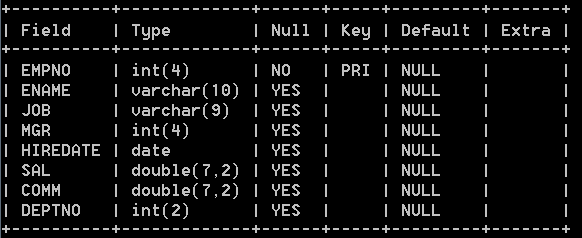 +----------+-------------+------+-----+---------+-------+
| Field    | Type        | Null | Key | Default | Extra |
+----------+-------------+------+-----+---------+-------+
| EMPNO    | int(4)      | NO   | PRI | NULL    |       |
| ENAME    | varchar(10) | YES  |     | NULL    |       |
| JOB      | varchar(9)  | YES  |     | NULL    |       |
| MGR      | int(4)      | YES  |     | NULL    |       |
| HIREDATE | date        | YES  |     | NULL    |       |
| SAL      | double(7,2) | YES  |     | NULL    |       |
| COMM     | double(7,2) | YES  |     | NULL    |       |
| DEPTNO   | int(2)      | YES  |     | NULL    |       |
+----------+-------------+------+-----+---------+-------+